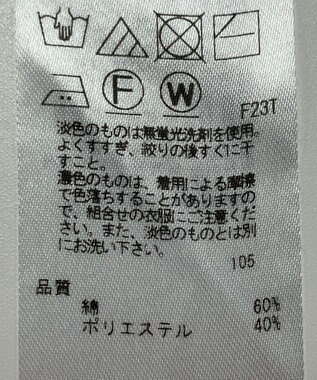 F
W
F23T
淡色のものは無蛍光洗剤を使用。
よくすすぎ、絞りの後すぐに干
すこと。
濃色のものは、着用による摩擦
で色落ちすることがありますの
で、組合せの衣服にご注意くだ
さい。また、淡色のものとは別
にお洗い下さい。
105
品質
綿 60%
ポリエステル 40%